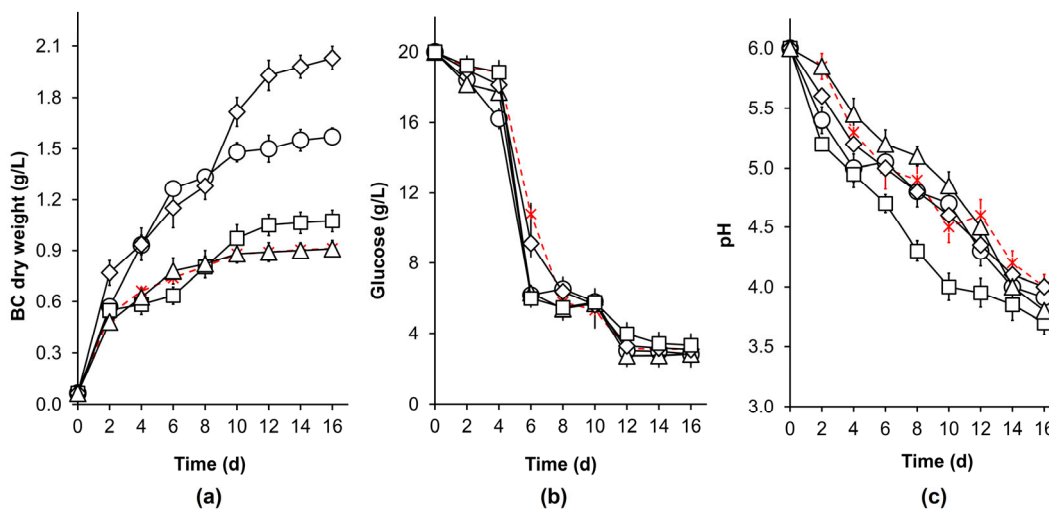 BC dry weight (g/L)
2.1
1.8
1.5
1.2
0.9
0.6
0.3
0.0
0 2 4 6 8 10 12 14 16
Time (d)
(a)
Glucose (g/L)
20
16
12
8
4
0
0 2 4 6 8 10 12 14 16
Time (d)
(b)
pH
6.0
5.5
5.0
4.5
4.0
3.5
3.0
0 2 4 6 8 10 12 14 16
Time (d)
(c)